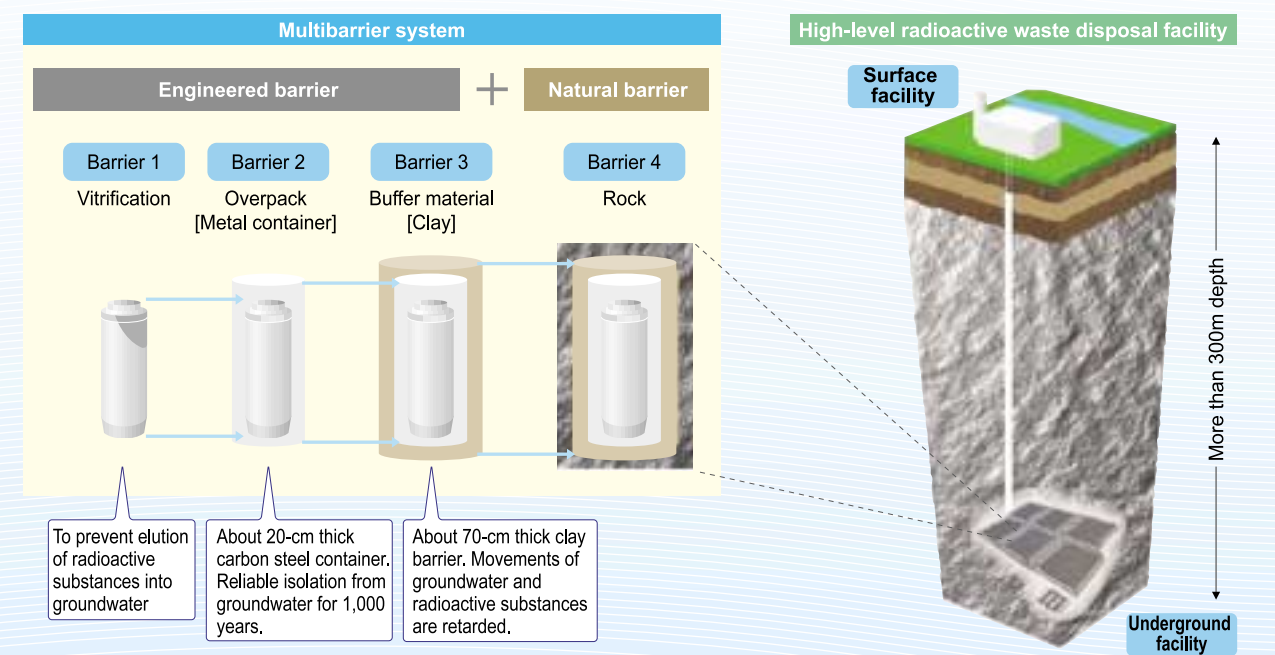 Multibarrier system
Engineered barrier
+
Natural barrier
Barrier 1
Vitrification
Barrier 2
Overpack
[Metal container]
Barrier 3
Buffer material
[Clay]
Barrier 4
Rock
To prevent elution
of radioactive
substances into
groundwater
About 20-cm thick
carbon steel container.
Reliable isolation from
groundwater for 1,000
years.
About 70-cm thick clay
barrier. Movements of
groundwater and
radioactive substances
are retarded.
High-level radioactive waste disposal facility
Surface
facility
More than 300m depth
Underground
facility